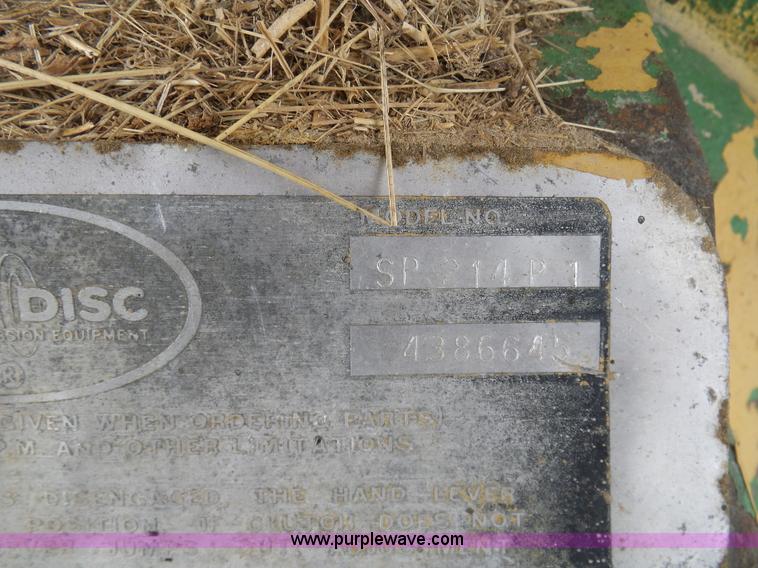 MODEL NO.
SP 214 P 1
DISC
4386645
®
GIVEN WHEN ORDERING PARTS,
AND OTHER LIMITATIONS.
DISENGAGED, THE HAND LEVER
POSITION. IF CLUTCH DOES NOT
www.purplewave.com